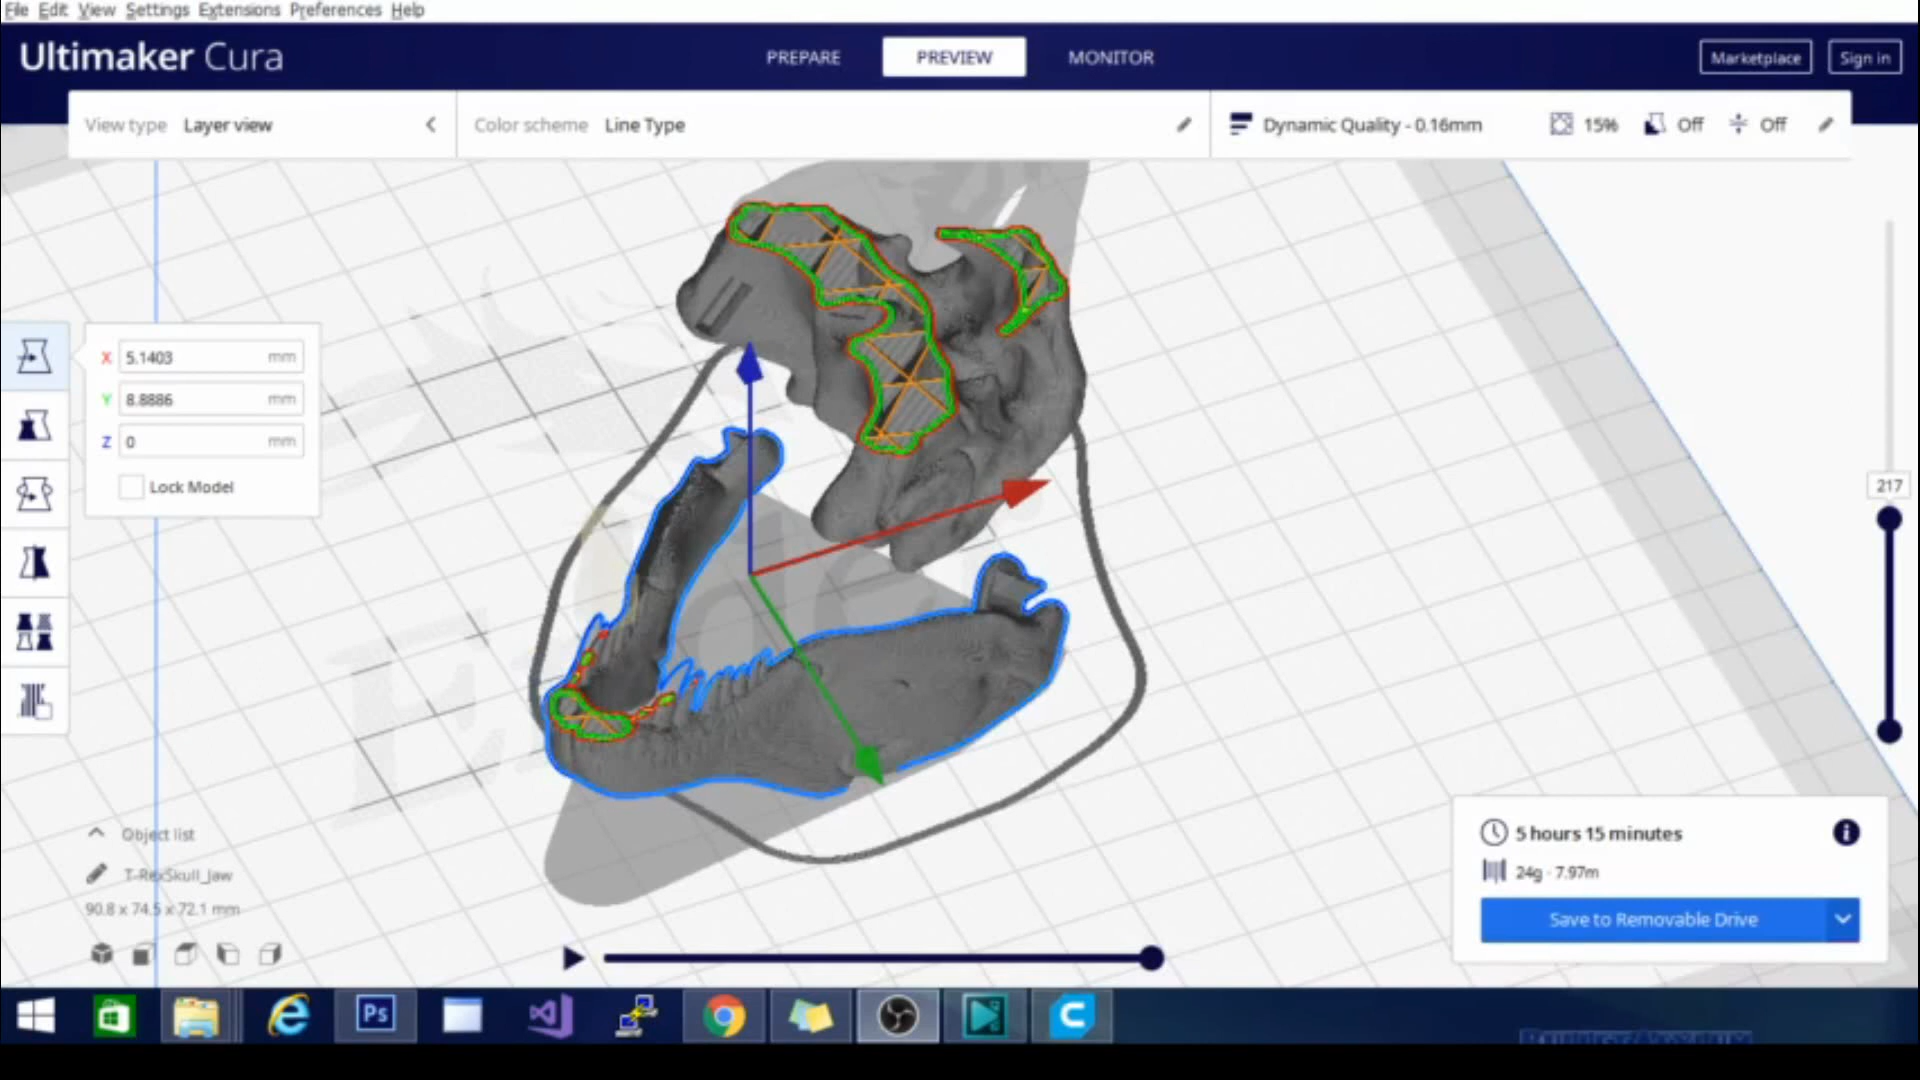 File Edit View Settings Extensions Preferences Help
Ultimaker Cura
PREPARE PREVIEW MONITOR
Marketplace Sign in
View type Layer view
Color scheme Line Type
Dynamic Quality - 0.16mm 15% Off Off
X 5.1403 mm
Y 8.8886 mm
Z 0 mm
Lock Model
217
Object list
T-RexSkull_Jaw
90.8 x 74.5 x 72.1 mm
5 hours 15 minutes
24g · 7.97m
Save to Removable Drive
Ps